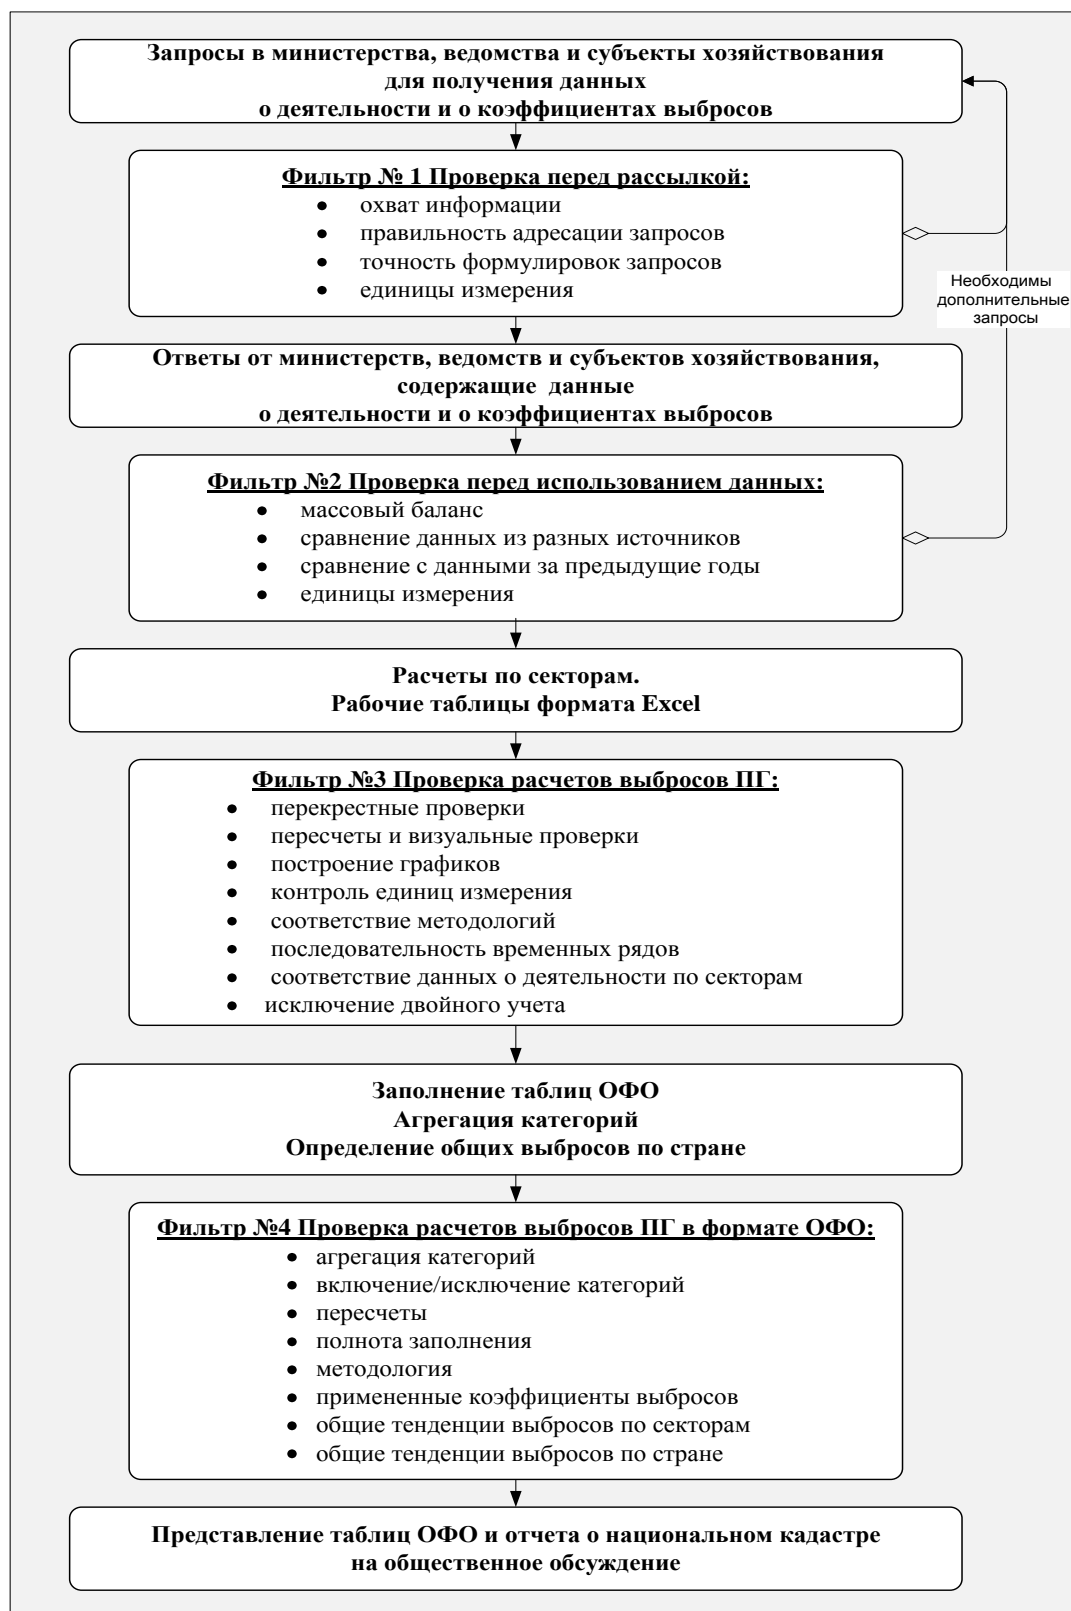 Запросы в министерства, ведомства и субъекты хозяйствования
для получения данных
о деятельности и о коэффициентах выбросов
Фильтр № 1 Проверка перед рассылкой:
• охват информации
• правильность адресации запросов
• точность формулировок запросов
• единицы измерения
Необходимы
дополнительные
запросы
Ответы от министерств, ведомств и субъектов хозяйствования,
содержащие данные
о деятельности и о коэффициентах выбросов
Фильтр №2 Проверка перед использованием данных:
• массовый баланс
• сравнение данных из разных источников
• сравнение с данными за предыдущие годы
• единицы измерения
Расчеты по секторам.
Рабочие таблицы формата Excel
Фильтр №3 Проверка расчетов выбросов ПГ:
• перекрестные проверки
• пересчеты и визуальные проверки
• построение графиков
• контроль единиц измерения
• соответствие методологий
• последовательность временных рядов
• соответствие данных о деятельности по секторам
• исключение двойного учета
Заполнение таблиц ОФО
Агрегация категорий
Определение общих выбросов по стране
Фильтр №4 Проверка расчетов выбросов ПГ в формате ОФО:
• агрегация категорий
• включение/исключение категорий
• пересчеты
• полнота заполнения
• методология
• примененные коэффициенты выбросов
• общие тенденции выбросов по секторам
• общие тенденции выбросов по стране
Представление таблиц ОФО и отчета о национальном кадастре
на общественное обсуждение